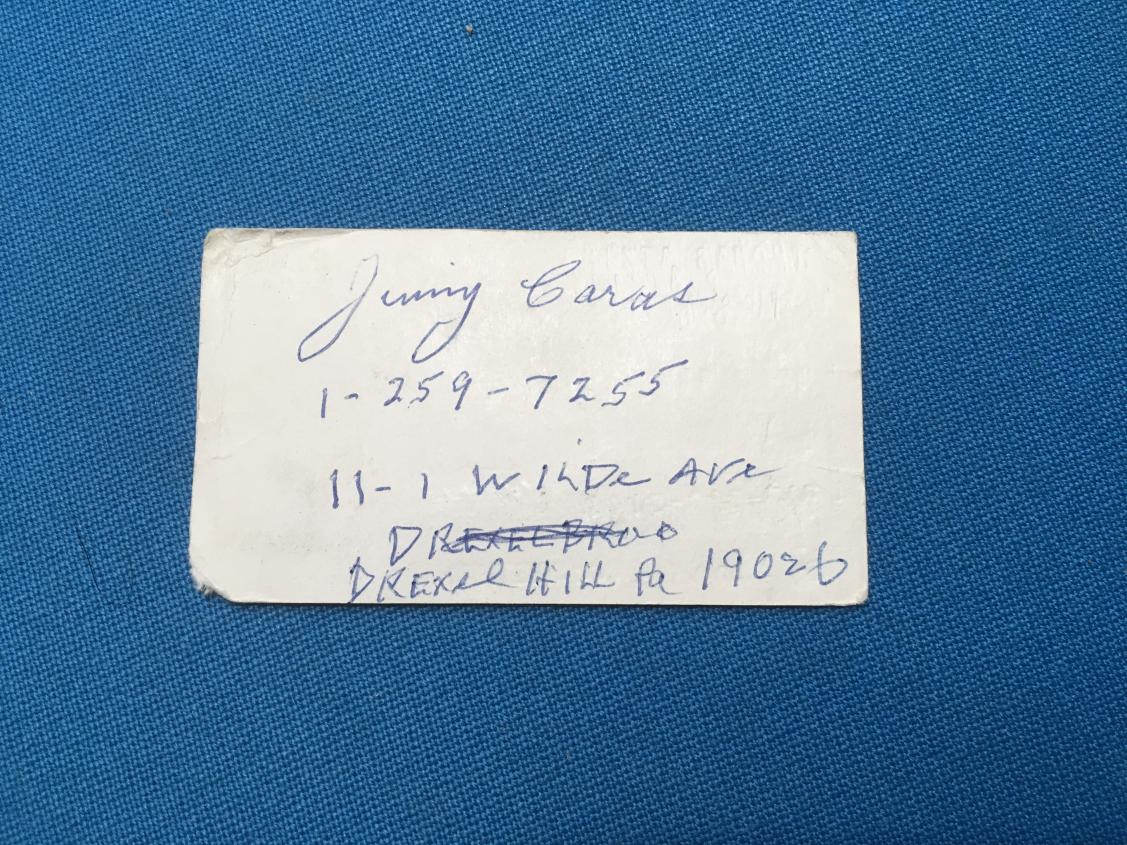 Jimmy Caras
1-259-7255
11-1 Wilde Ave
Drexel Hill Pa 19026